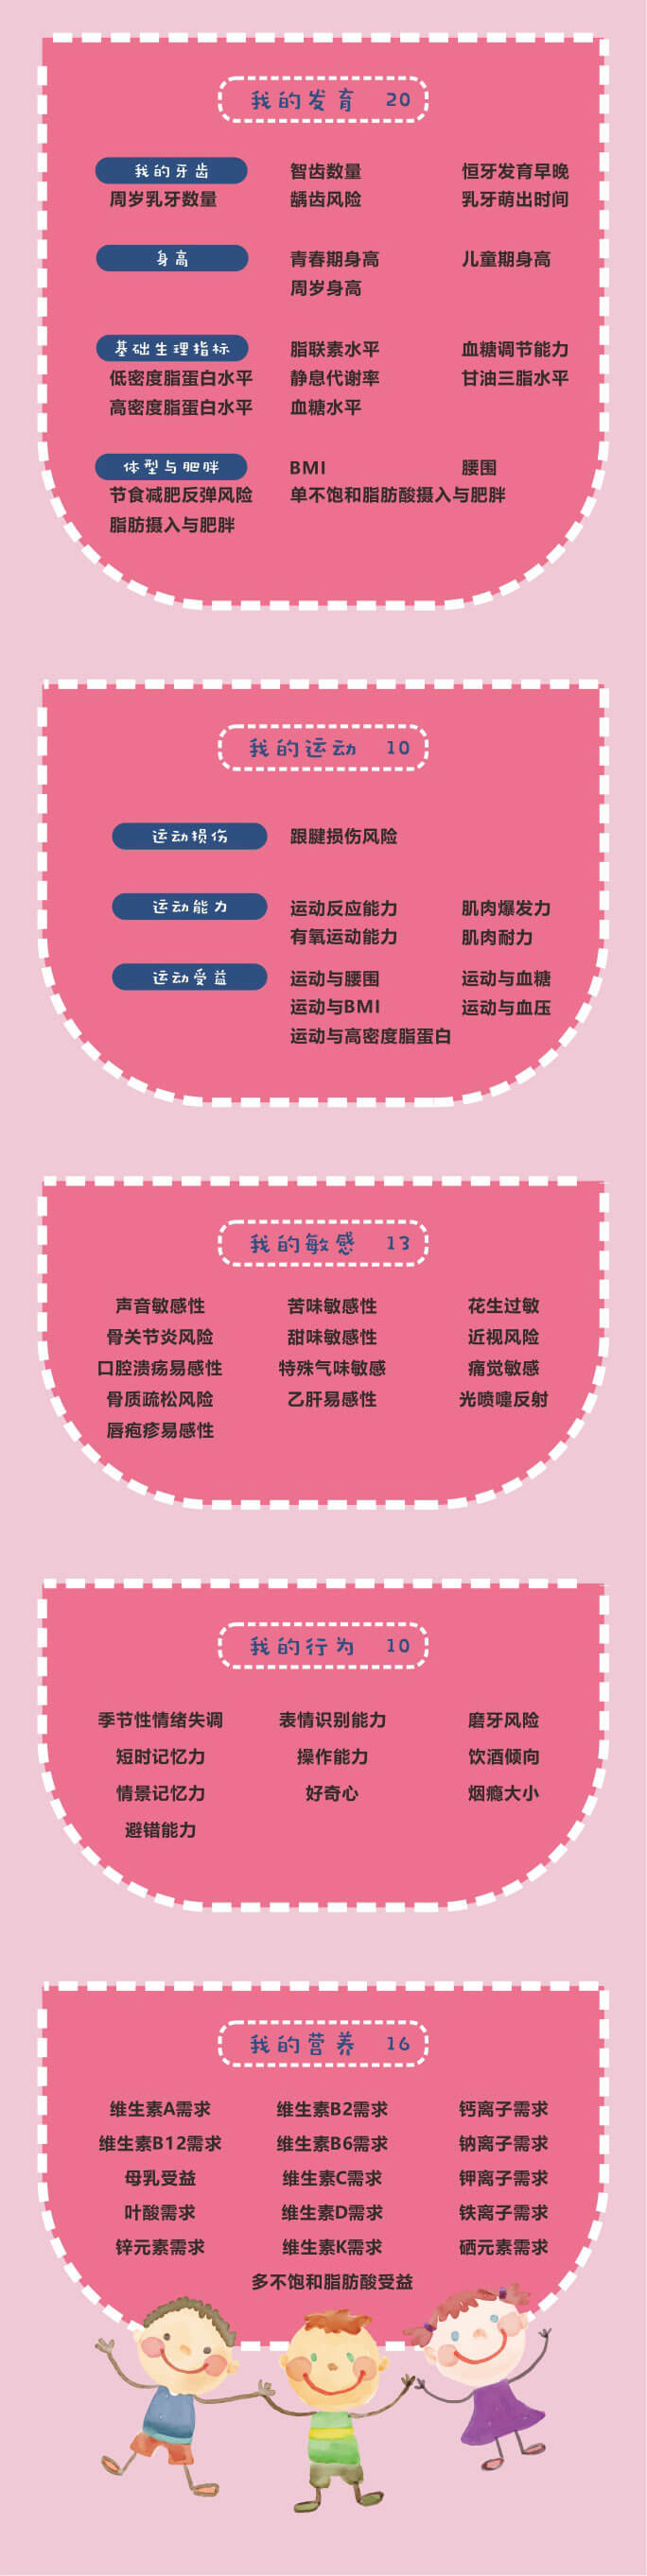 我的发育 20
我的牙齿 智齿数量 恒牙发育早晚
周岁乳牙数量 龋齿风险 乳牙萌出时间
身高 青春期身高 儿童期身高
周岁身高
基础生理指标 脂联素水平 血糖调节能力
低密度脂蛋白水平 静息代谢率 甘油三脂水平
高密度脂蛋白水平 血糖水平
体型与肥胖 BMI 腰围
节食减肥反弹风险 单不饱和脂肪酸摄入与肥胖
脂肪摄入与肥胖
我的运动 10
运动损伤 跟腱损伤风险
运动能力 运动反应能力 肌肉爆发力
有氧运动能力 肌肉耐力
运动受益 运动与腰围 运动与血糖
运动与BMI 运动与血压
运动与高密度脂蛋白
我的敏感 13
声音敏感性 苦味敏感性 花生过敏
骨关节炎风险 甜味敏感性 近视风险
口腔溃疡易感性 特殊气味敏感 痛觉敏感
骨质疏松风险 乙肝易感性 光喷嚏反射
唇疱疹易感性
我的行为 10
季节性情绪失调 表情识别能力 磨牙风险
短时记忆力 操作能力 饮酒倾向
情景记忆力 好奇心 烟瘾大小
避错能力
我的营养 16
维生素A需求 维生素B2需求 钙离子需求
维生素B12需求 维生素B6需求 钠离子需求
母乳受益 维生素C需求 钾离子需求
叶酸需求 维生素D需求 铁离子需求
锌元素需求 维生素K需求 硒元素需求
多不饱和脂肪酸受益